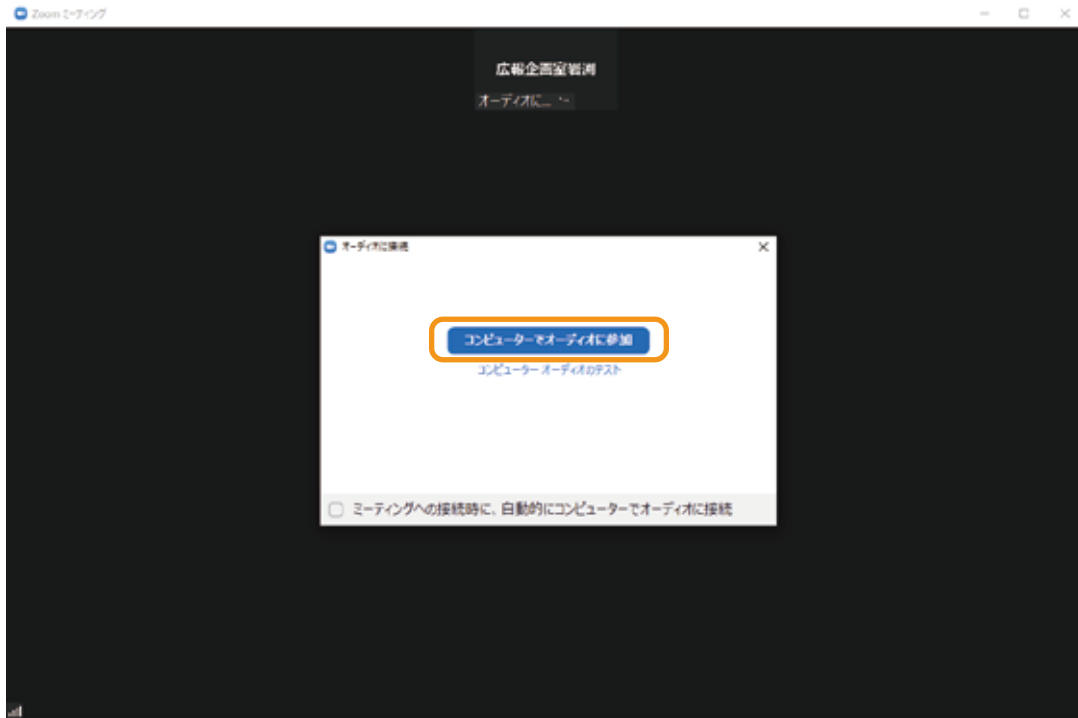 Zoom ミーティング
広報企画室岩渕
オーディオに...
オーディオに接続
コンピューターでオーディオに参加
コンピューター オーディオのテスト
ミーティングへの接続時に、自動的にコンピューターでオーディオに接続